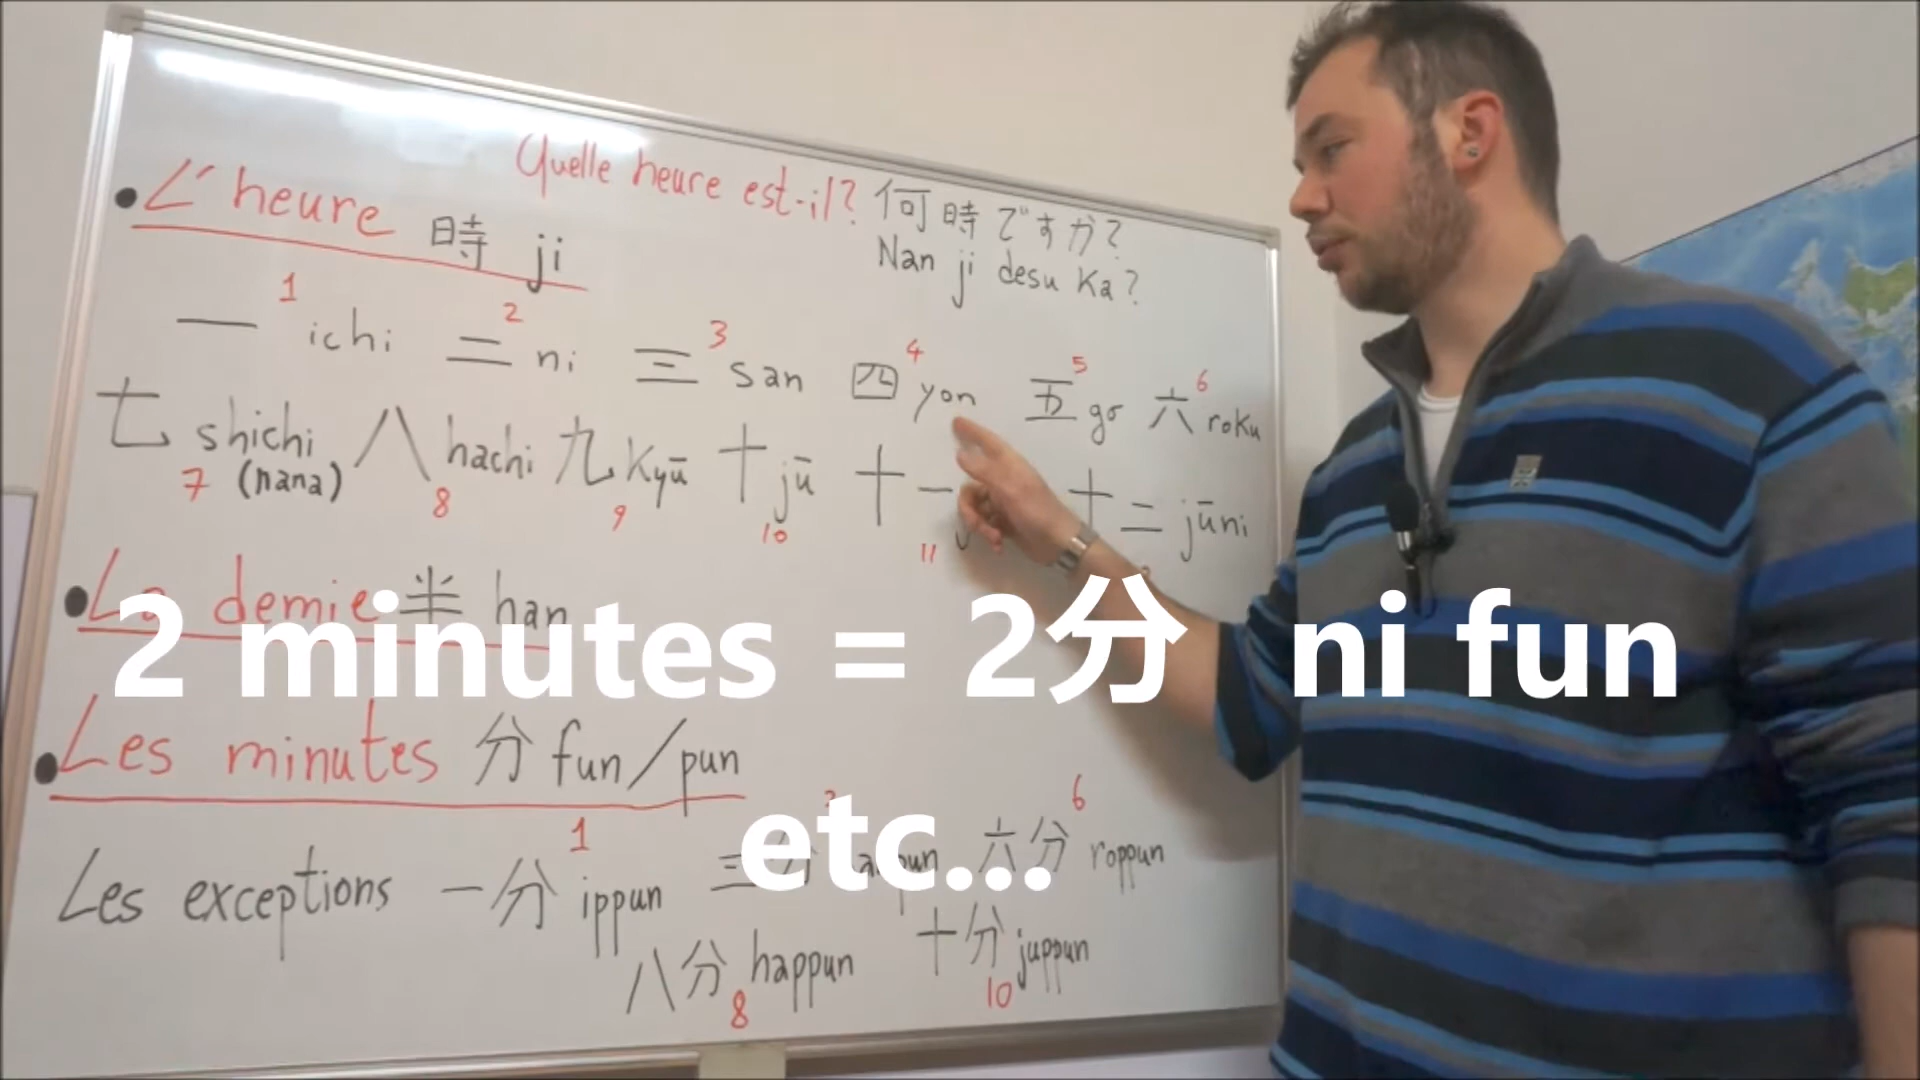 Quelle heure est-il? 何時ですか?
Nan ji desu Ka?
• L'heure 時 ji
1 2 3 4 5 6
一 ichi 二 ni 三 san 四 yon 五 go 六 roku
七 shichi 八 hachi 九 Kyū 十 jū 十一 十二 jūni
7 (nana) 8 9 10 11
• La demie 半 han
2 minutes = 2分 ni fun
• Les minutes 分 fun/pun
etc...
1 6
Les exceptions 一分 ippun 三分 六分 roppun
八分 happun 十分 juppun
8 10